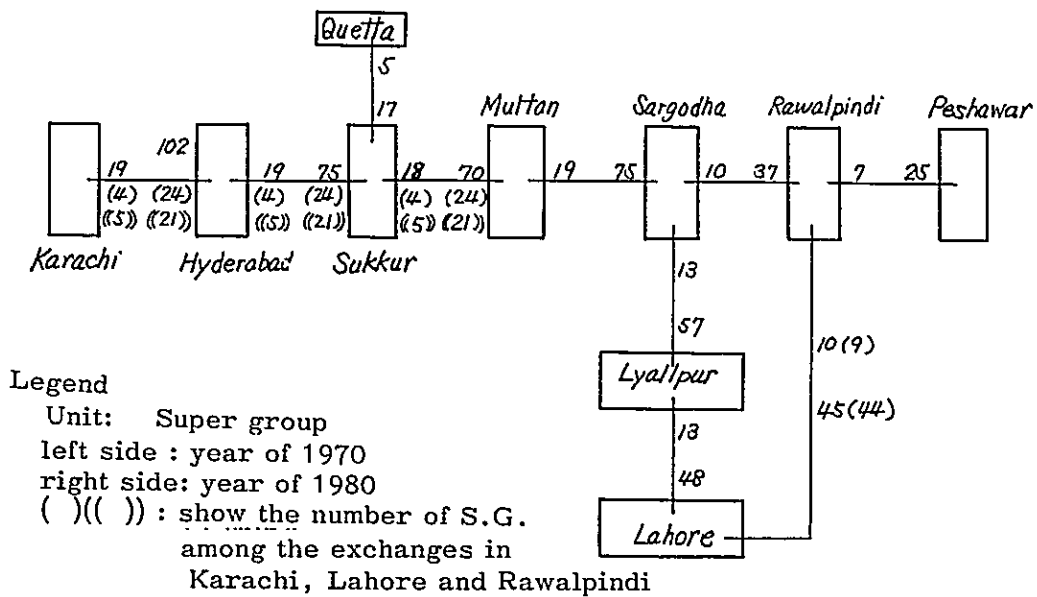 Quetta
5
17
Multan
Sargodha
Rawalpindi
Peshawar
19 102
(4) (24)
((5)) ((21))
19 75
(4) (24)
((5)) ((21))
18 70
(4) (24)
((5)) ((21))
19 75
10 37
7 25
Karachi
Hyderabad
Sukkur
13
57
Lyallpur
13
48
Lahore
10(9)
45(44)
Legend
Unit: Super group
left side : year of 1970
right side: year of 1980
( )(( )) : show the number of S.G.
among the exchanges in
Karachi, Lahore and Rawalpindi